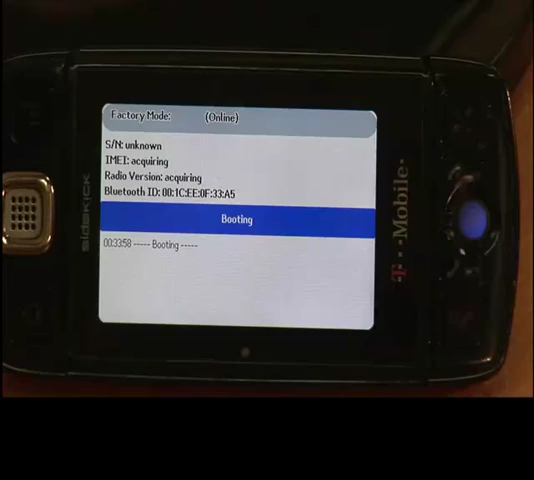 Factory Mode: (Online)
S/N: unknown
IMEI: acquiring
Radio Version: acquiring
Bluetooth ID: 00:1C:EE:0F:33:A5
Booting
00:33:58 ----- Booting -----
SIDEKICK
T··Mobile·